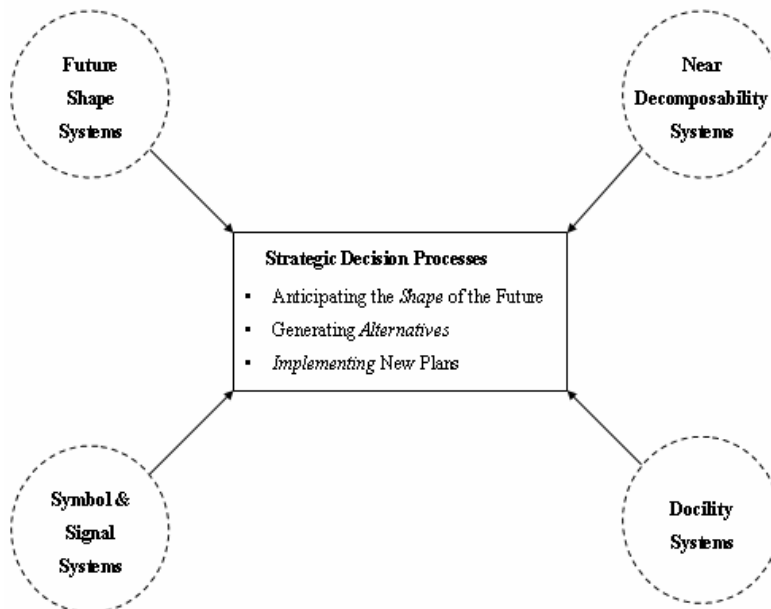 Future
Shape
Systems
Near
Decomposability
Systems
Strategic Decision Processes
▪ Anticipating the Shape of the Future
▪ Generating Alternatives
▪ Implementing New Plans
Symbol &
Signal
Systems
Docility
Systems